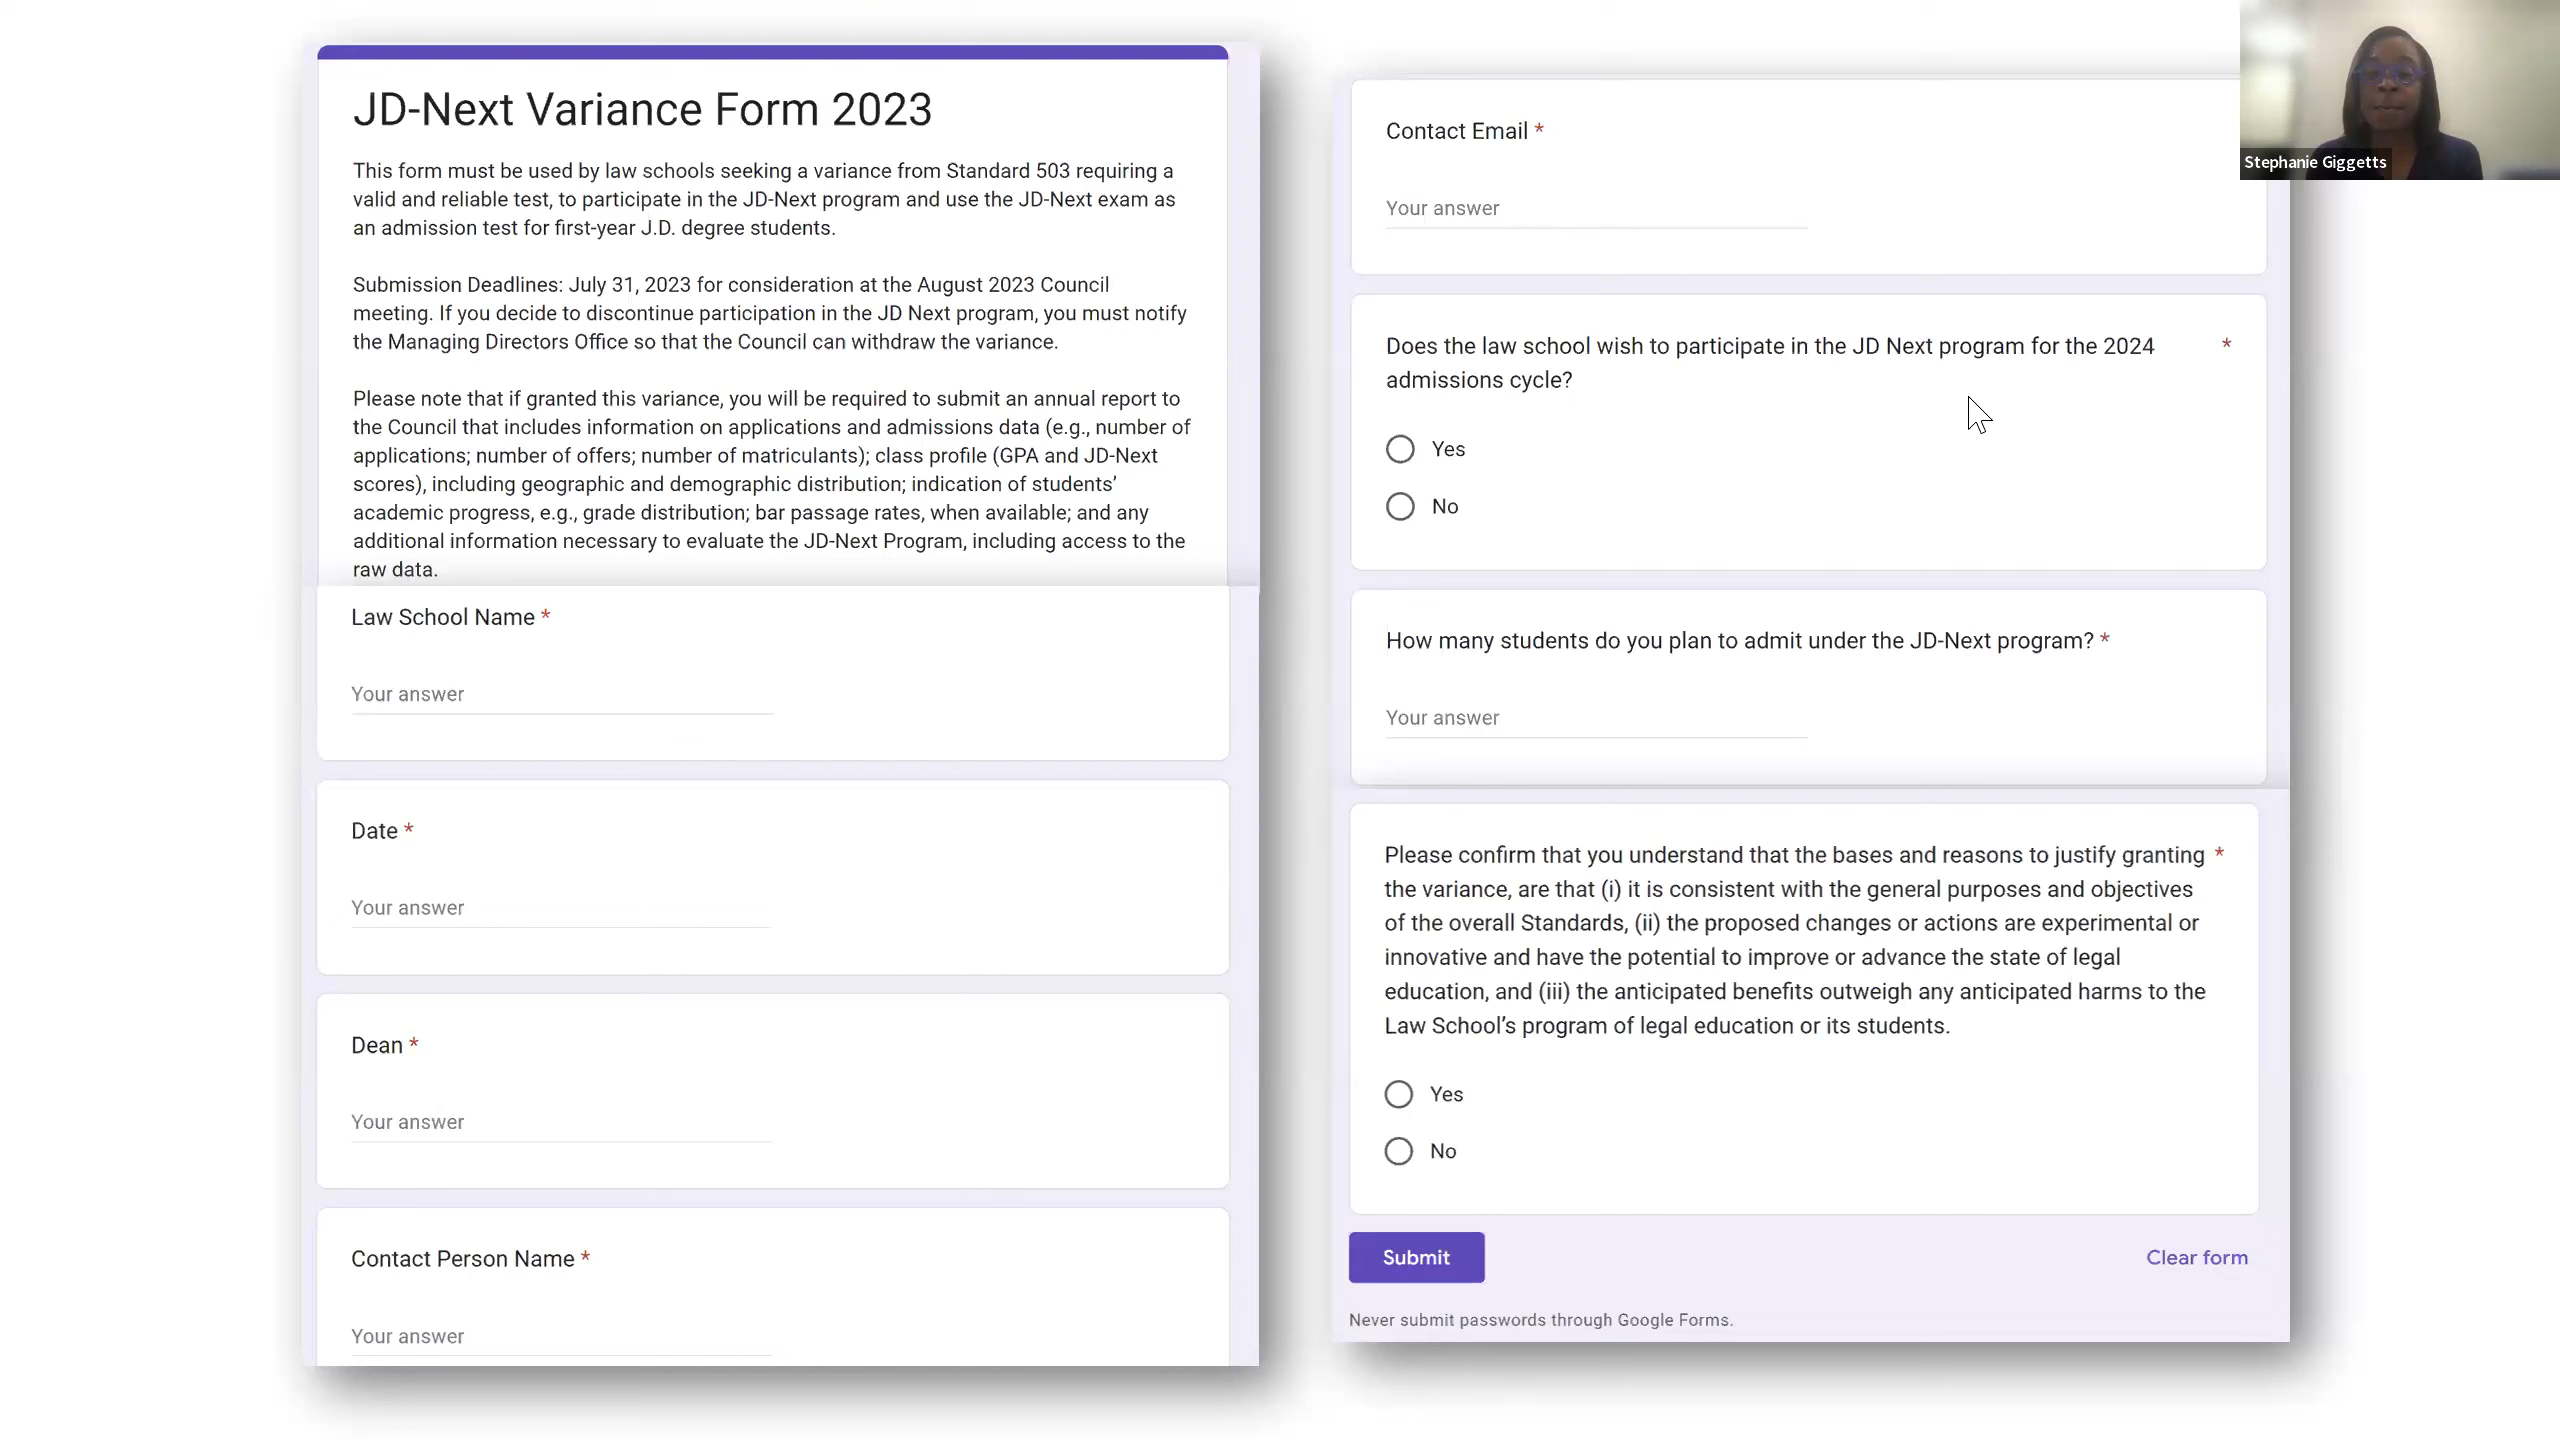 JD-Next Variance Form 2023
This form must be used by law schools seeking a variance from Standard 503 requiring a
valid and reliable test, to participate in the JD-Next program and use the JD-Next exam as
an admission test for first-year J.D. degree students.
Submission Deadlines: July 31, 2023 for consideration at the August 2023 Council
meeting. If you decide to discontinue participation in the JD Next program, you must notify
the Managing Directors Office so that the Council can withdraw the variance.
Please note that if granted this variance, you will be required to submit an annual report to
the Council that includes information on applications and admissions data (e.g., number of
applications; number of offers; number of matriculants); class profile (GPA and JD-Next
scores), including geographic and demographic distribution; indication of students’
academic progress, e.g., grade distribution; bar passage rates, when available; and any
additional information necessary to evaluate the JD-Next Program, including access to the
raw data.
Law School Name *
Your answer
Date *
Your answer
Dean *
Your answer
Contact Person Name *
Your answer
Contact Email *
Your answer
Does the law school wish to participate in the JD Next program for the 2024 *
admissions cycle?
Yes
No
How many students do you plan to admit under the JD-Next program? *
Your answer
Please confirm that you understand that the bases and reasons to justify granting *
the variance, are that (i) it is consistent with the general purposes and objectives
of the overall Standards, (ii) the proposed changes or actions are experimental or
innovative and have the potential to improve or advance the state of legal
education, and (iii) the anticipated benefits outweigh any anticipated harms to the
Law School’s program of legal education or its students.
Yes
No
Submit
Clear form
Never submit passwords through Google Forms.
Stephanie Giggetts